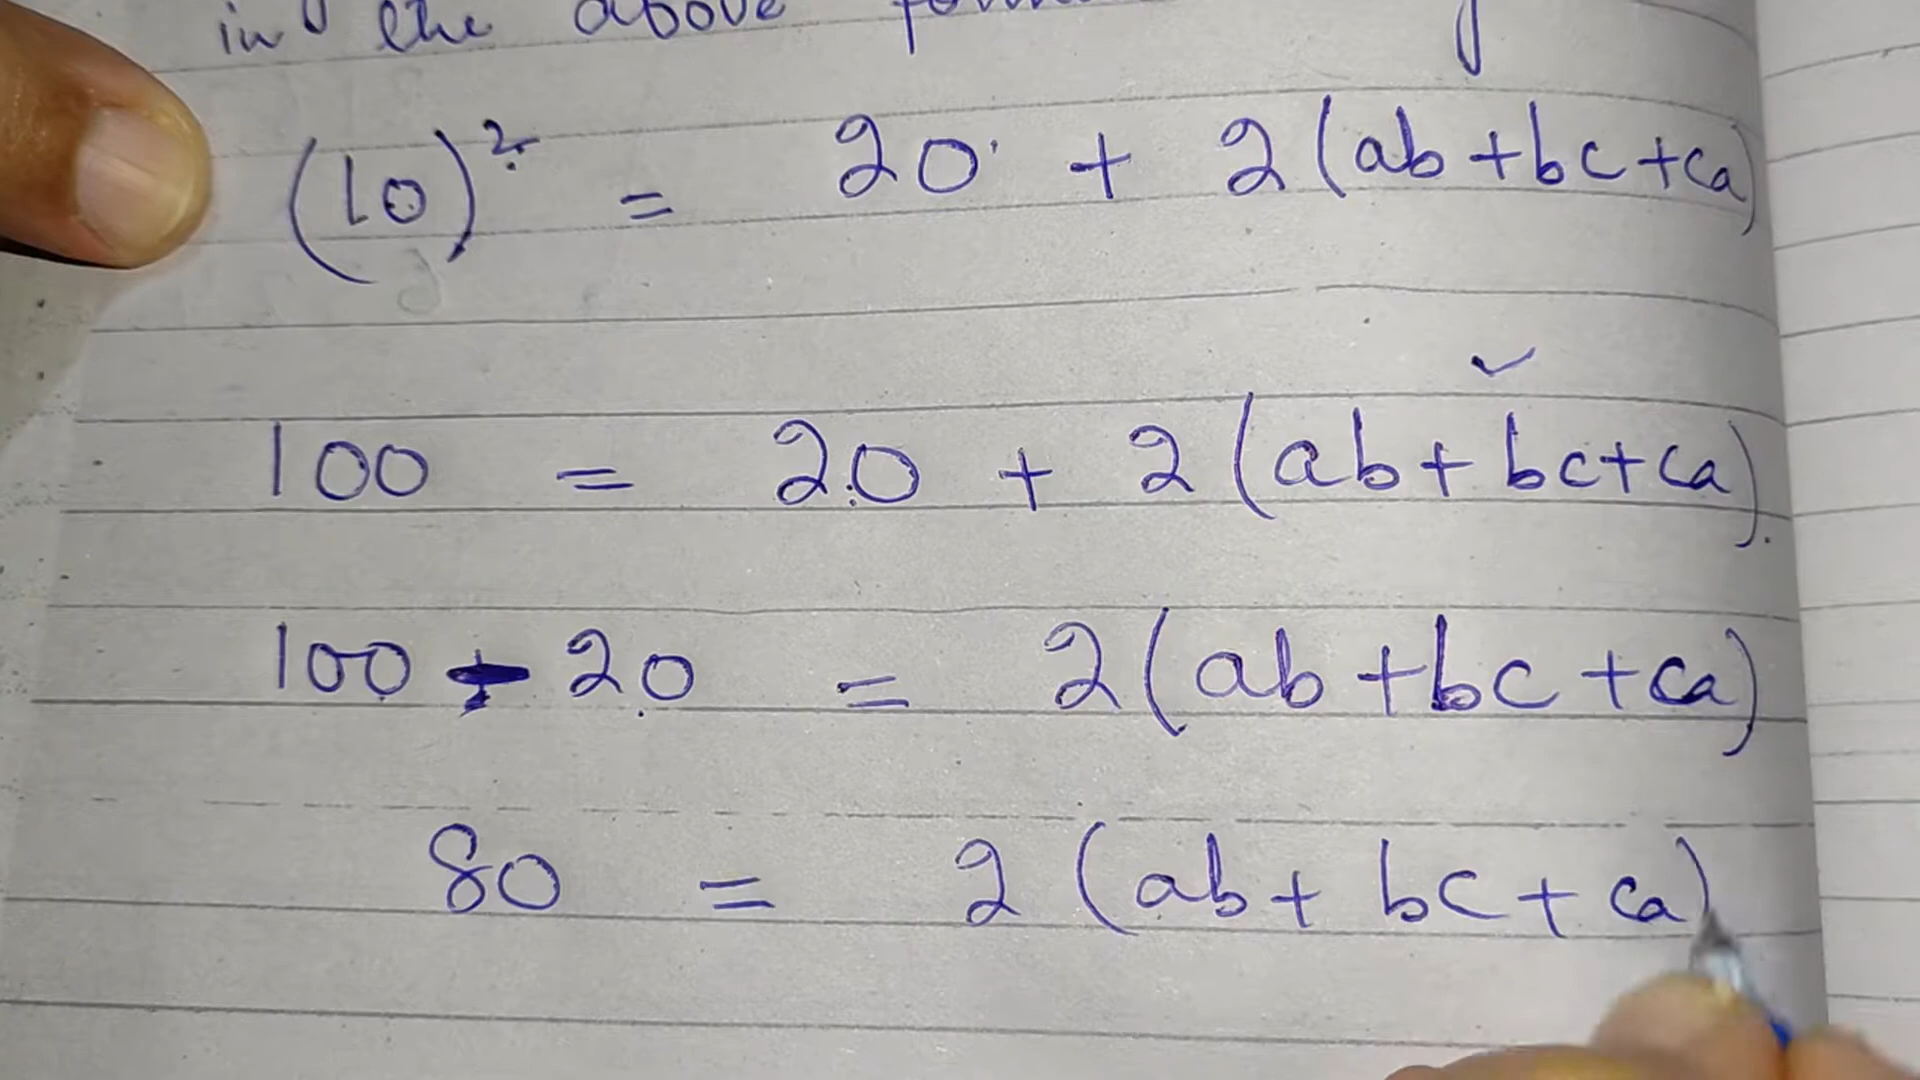 in the above
(10)² = 20 + 2(ab+bc+ca)
100 = 20 + 2(ab+bc+ca).
100 - 20 = 2(ab+bc+ca)
80 = 2(ab+bc+ca)